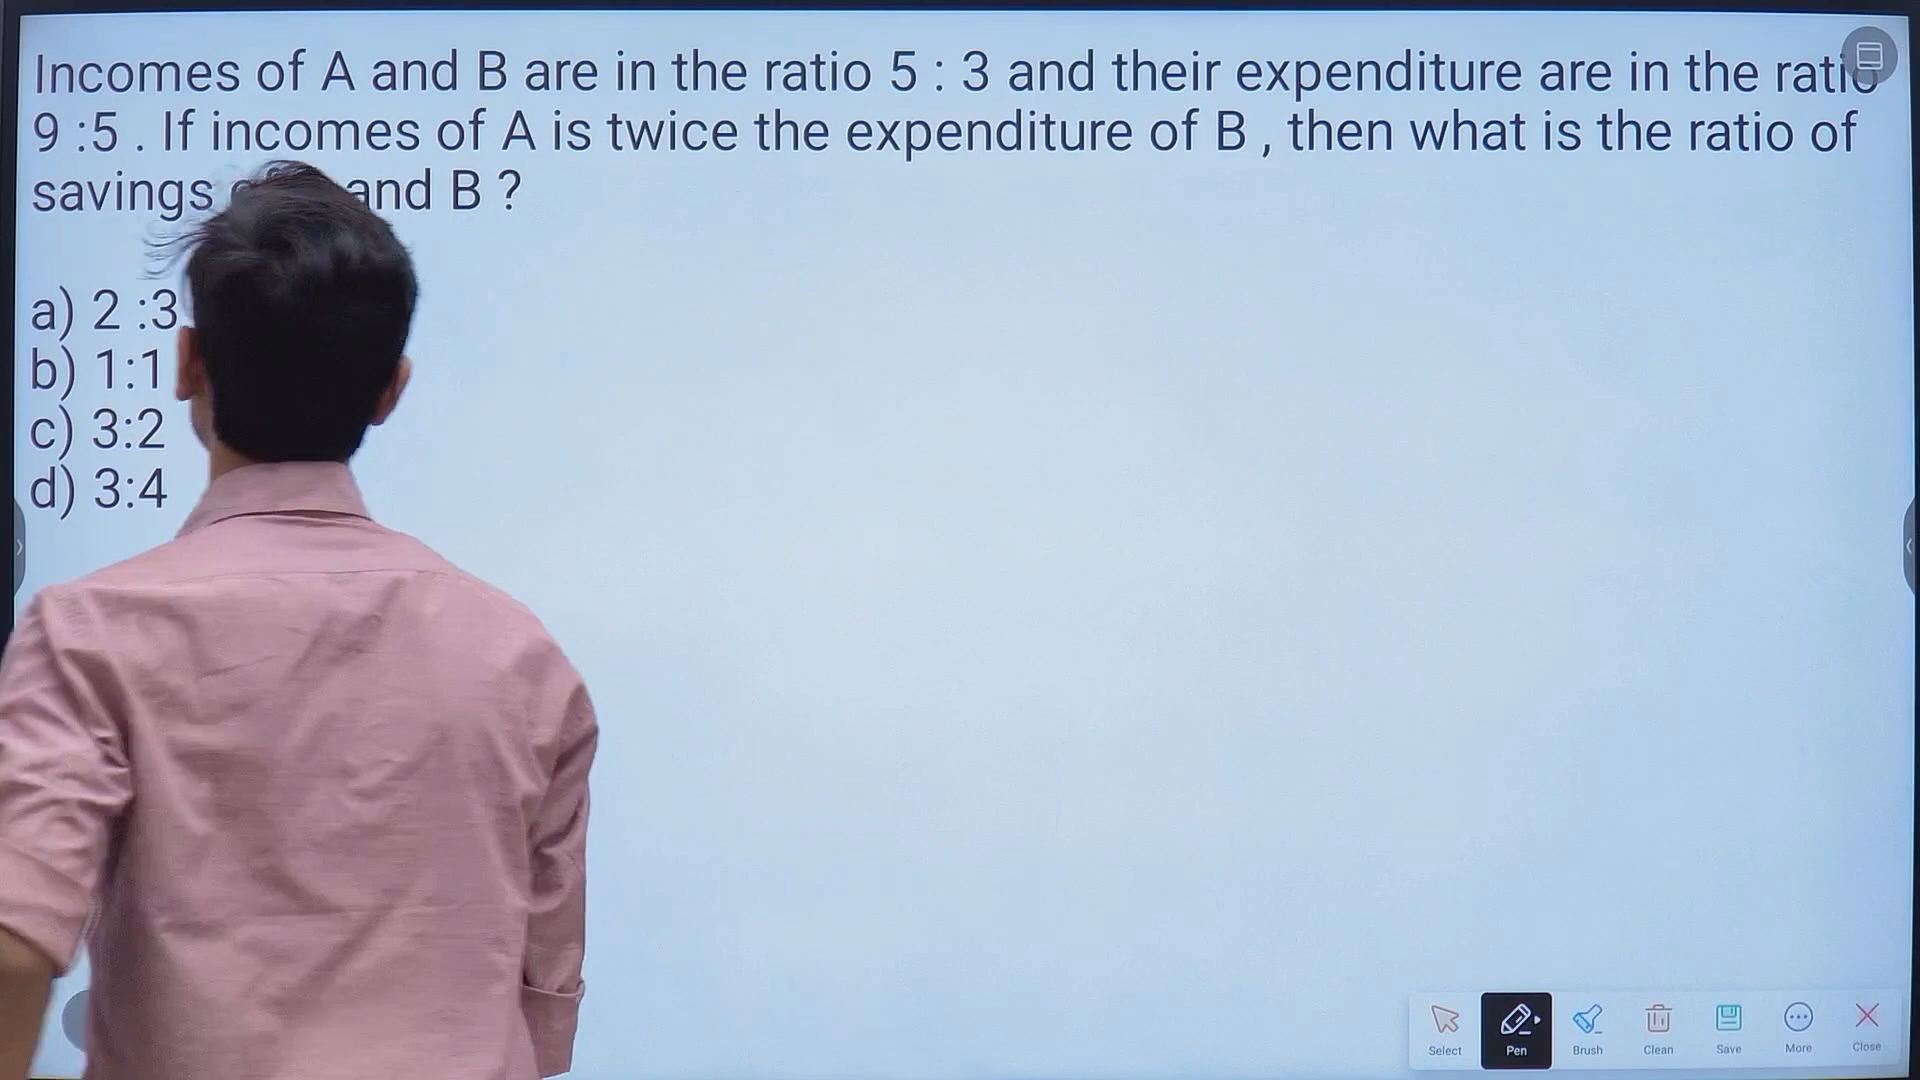 Incomes of A and B are in the ratio 5 : 3 and their expenditure are in the ratio
9 :5 . If incomes of A is twice the expenditure of B , then what is the ratio of
savings and B ?
a) 2 :3
b) 1:1
c) 3:2
d) 3:4
Select Pen Brush Clean Save More Close